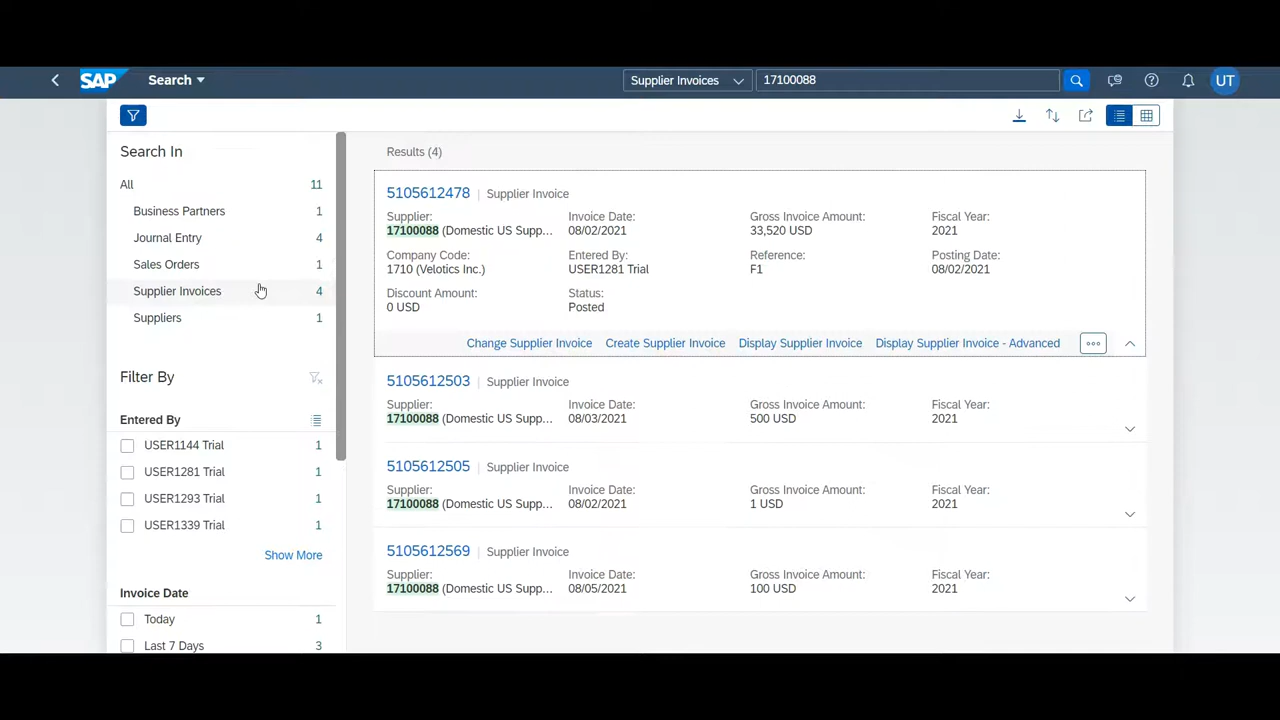 SAP Search Supplier Invoices 17100088 UT
Search In
All 11
Business Partners 1
Journal Entry 4
Sales Orders 1
Supplier Invoices 4
Suppliers 1
Filter By
Entered By
USER1144 Trial 1
USER1281 Trial 1
USER1293 Trial 1
USER1339 Trial 1
Show More
Invoice Date
Today 1
Last 7 Days 3
Results (4)
5105612478 | Supplier Invoice
Supplier: Invoice Date: Gross Invoice Amount: Fiscal Year:
17100088 (Domestic US Supp... 08/02/2021 33,520 USD 2021
Company Code: Entered By: Reference: Posting Date:
1710 (Velotics Inc.) USER1281 Trial F1 08/02/2021
Discount Amount: Status:
0 USD Posted
Change Supplier Invoice Create Supplier Invoice Display Supplier Invoice Display Supplier Invoice - Advanced
5105612503 | Supplier Invoice
Supplier: Invoice Date: Gross Invoice Amount: Fiscal Year:
17100088 (Domestic US Supp... 08/03/2021 500 USD 2021
5105612505 | Supplier Invoice
Supplier: Invoice Date: Gross Invoice Amount: Fiscal Year:
17100088 (Domestic US Supp... 08/02/2021 1 USD 2021
5105612569 | Supplier Invoice
Supplier: Invoice Date: Gross Invoice Amount: Fiscal Year:
17100088 (Domestic US Supp... 08/05/2021 100 USD 2021